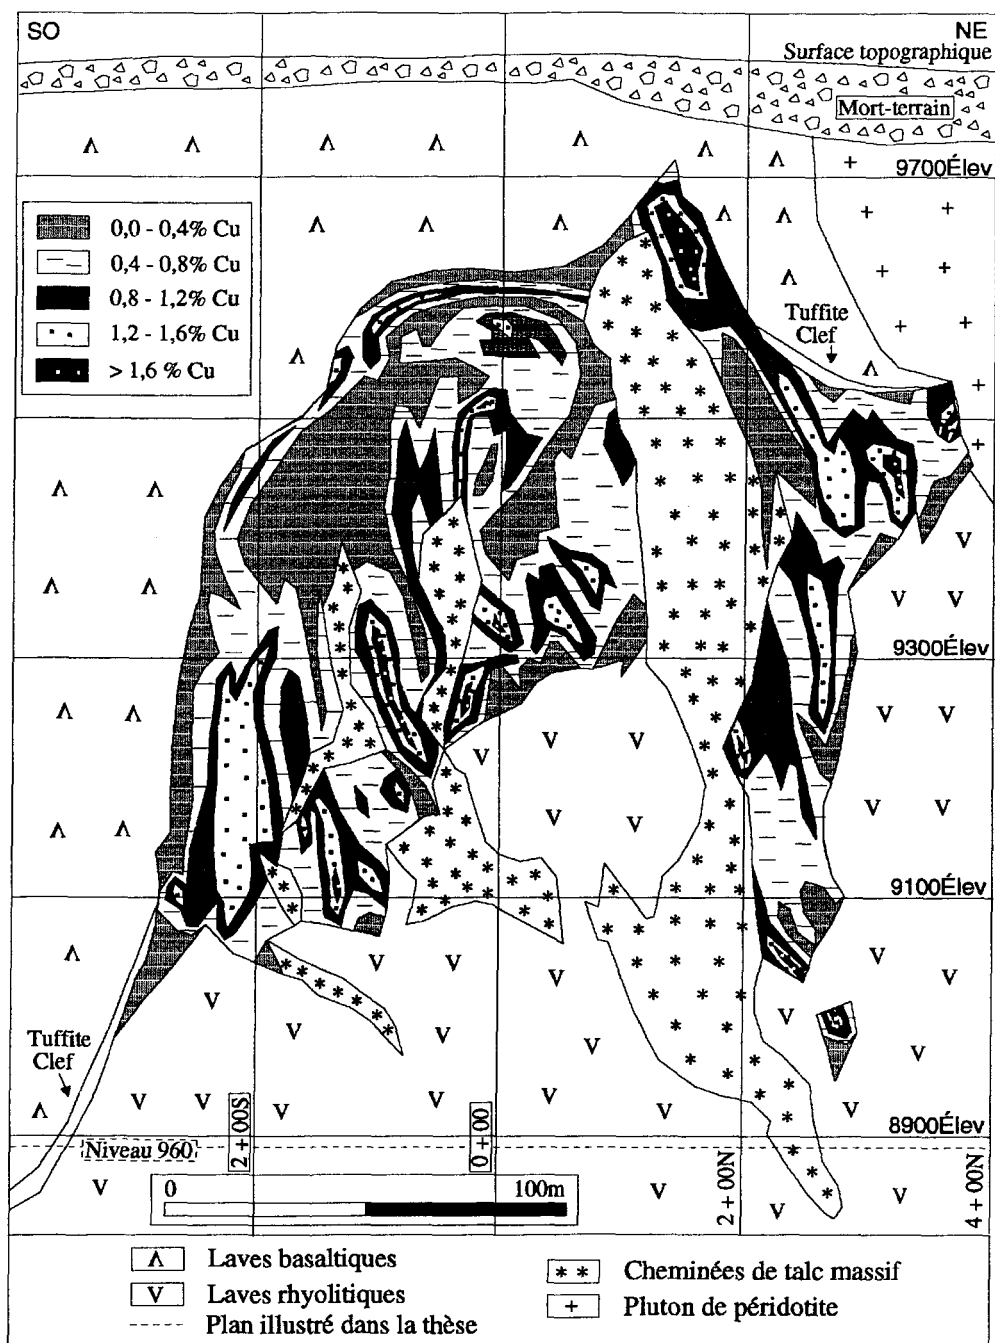 SO
NE
Surface topographique
Mort-terrain
9700Élev
0,0 - 0,4% Cu
0,4 - 0,8% Cu
0,8 - 1,2% Cu
1,2 - 1,6% Cu
> 1,6 % Cu
Tuffite
Clef
9300Élev
9100Élev
Tuffite
Clef
8900Élev
Niveau 960
2 + 00S
0 + 00
2 + 00N
4 + 00N
0 100m
Laves basaltiques
Laves rhyolitiques
Plan illustré dans la thèse
Cheminées de talc massif
Pluton de péridotite